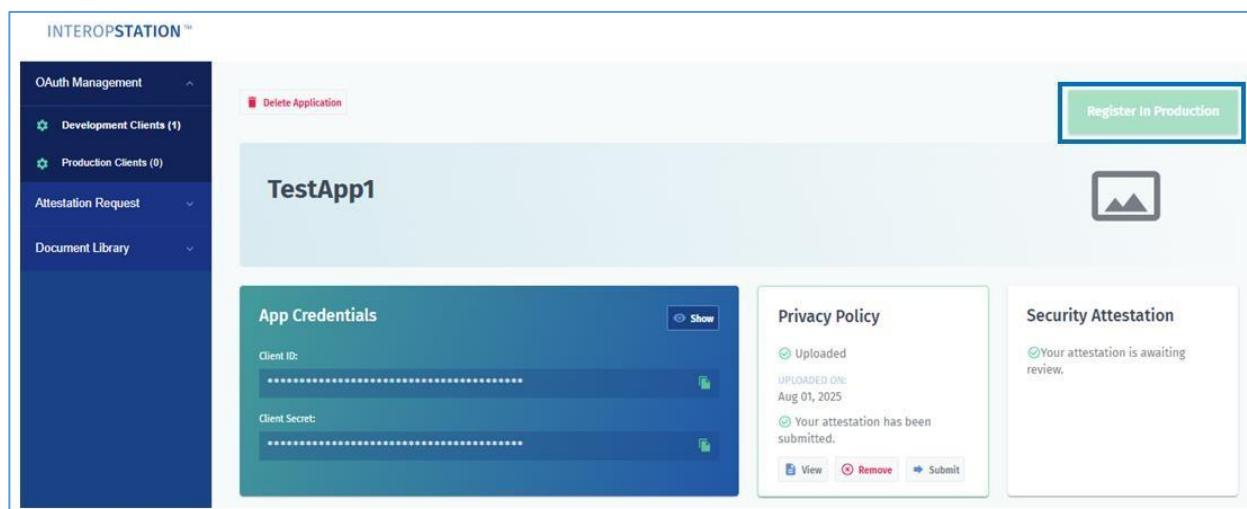 INTEROPSTATION™
OAuth Management
Development Clients (1)
Production Clients (0)
Attestation Request
Document Library
Delete Application
Register In Production
TestApp1
App Credentials
Show
Client ID:
****************************************
Client Secret:
****************************************
Privacy Policy
Uploaded
UPLOADED ON:
Aug 01, 2025
Your attestation has been
submitted.
View Remove Submit
Security Attestation
Your attestation is awaiting
review.